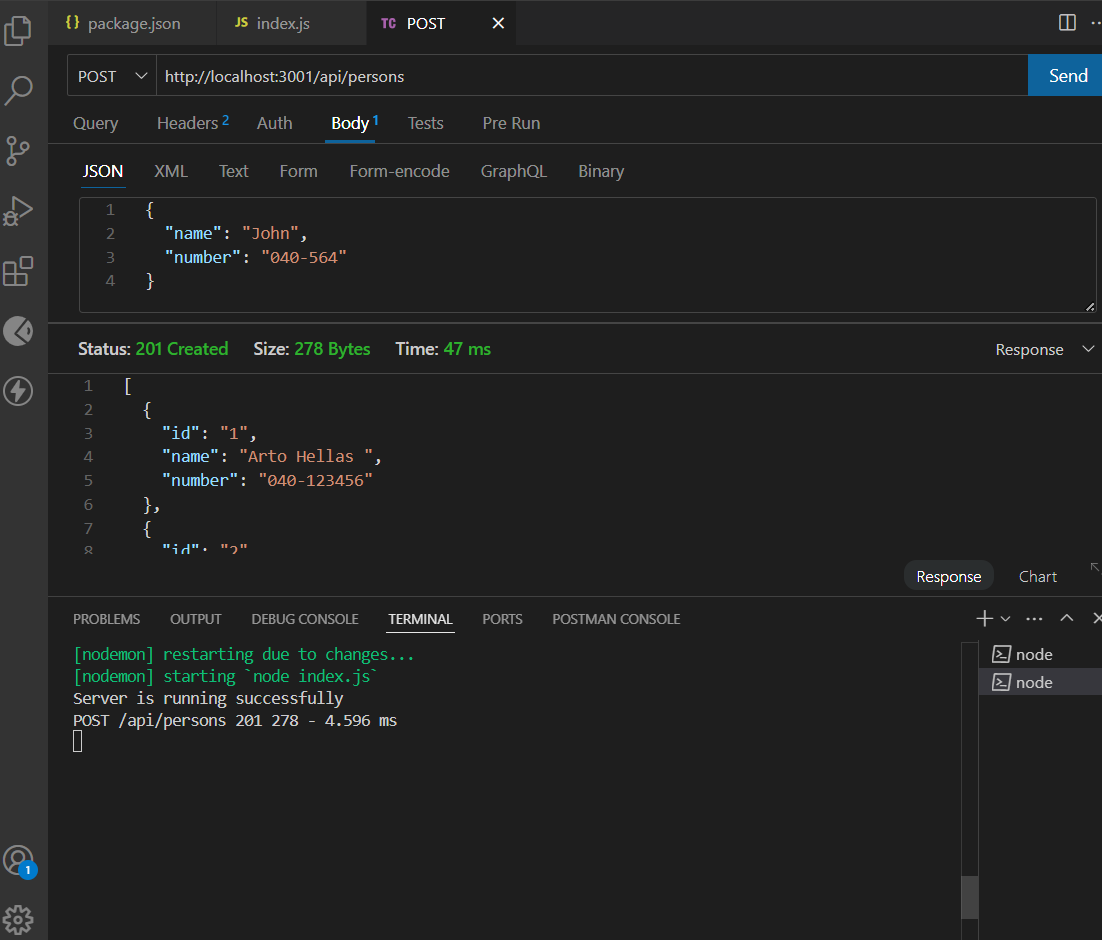 {} package.json JS index.js TC POST
POST http://localhost:3001/api/persons Send
Query Headers 2 Auth Body 1 Tests Pre Run
JSON XML Text Form Form-encode GraphQL Binary
1 {
2 "name": "John",
3 "number": "040-564"
4 }
Status: 201 Created Size: 278 Bytes Time: 47 ms Response
1 [
2 {
3 "id": "1",
4 "name": "Arto Hellas ",
5 "number": "040-123456"
6 },
7 {
8 "id": "2"
Response Chart
PROBLEMS OUTPUT DEBUG CONSOLE TERMINAL PORTS POSTMAN CONSOLE
[nodemon] restarting due to changes...
[nodemon] starting `node index.js`
Server is running successfully
POST /api/persons 201 278 - 4.596 ms
node
node
1